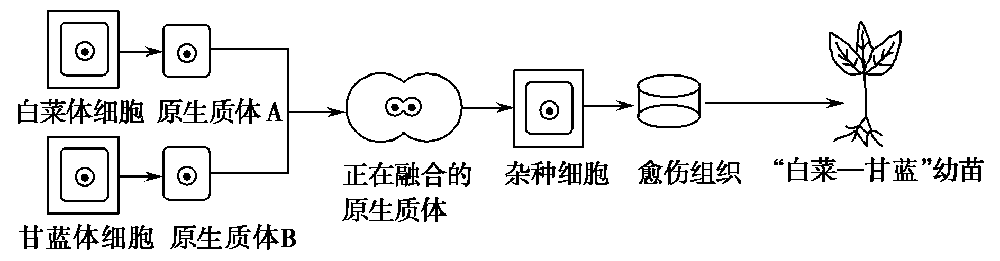 白菜体细胞 原生质体 A
甘蓝体细胞 原生质体B
正在融合的
原生质体
杂种细胞
愈伤组织
“白菜—甘蓝”幼苗